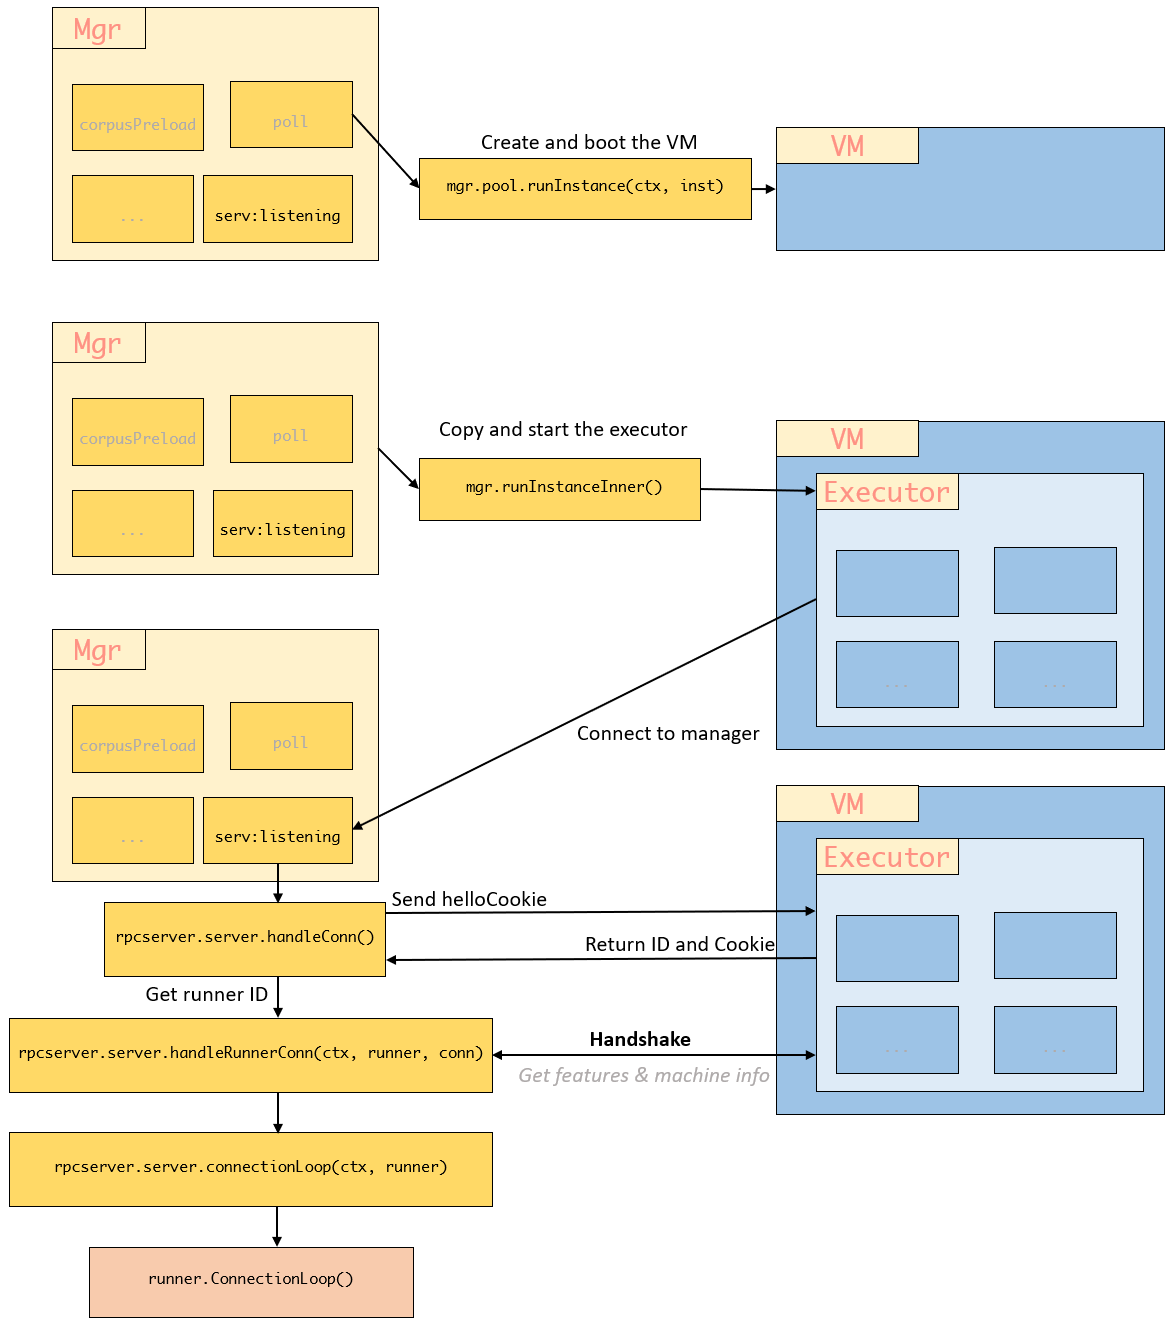 Mgr
corpusPreload
poll
...
serv:listening
Create and boot the VM
mgr.pool.runInstance(ctx, inst)
VM
Mgr
corpusPreload
poll
...
serv:listening
Copy and start the executor
mgr.runInstanceInner()
VM
Executor
...
...
Mgr
corpusPreload
poll
...
serv:listening
Connect to manager
VM
Executor
...
...
rpcserver.server.handleConn()
Send helloCookie
Return ID and Cookie
Get runner ID
rpcserver.server.handleRunnerConn(ctx, runner, conn)
Handshake
Get features & machine info
rpcserver.server.connectionLoop(ctx, runner)
runner.ConnectionLoop()